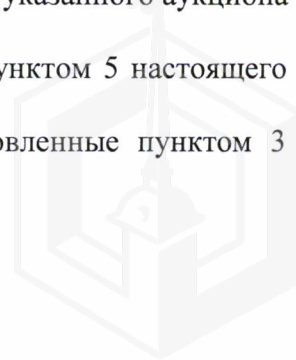 указанного аукциона
унктом 5 настоящего
овленные пунктом 3